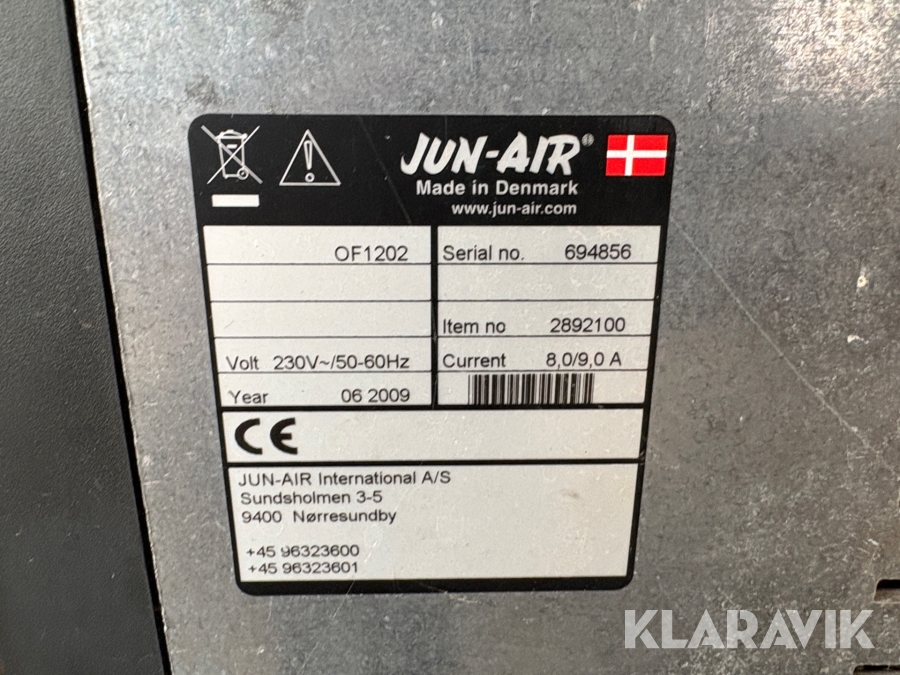 JUN-AIR®
Made in Denmark
www.jun-air.com
OF1202
Serial no. 694856
Item no 2892100
Volt 230V~/50-60Hz
Current 8,0/9,0 A
Year 06 2009
CE
JUN-AIR International A/S
Sundsholmen 3-5
9400 Nørresundby
+45 96323600
+45 96323601
KLARAVIK